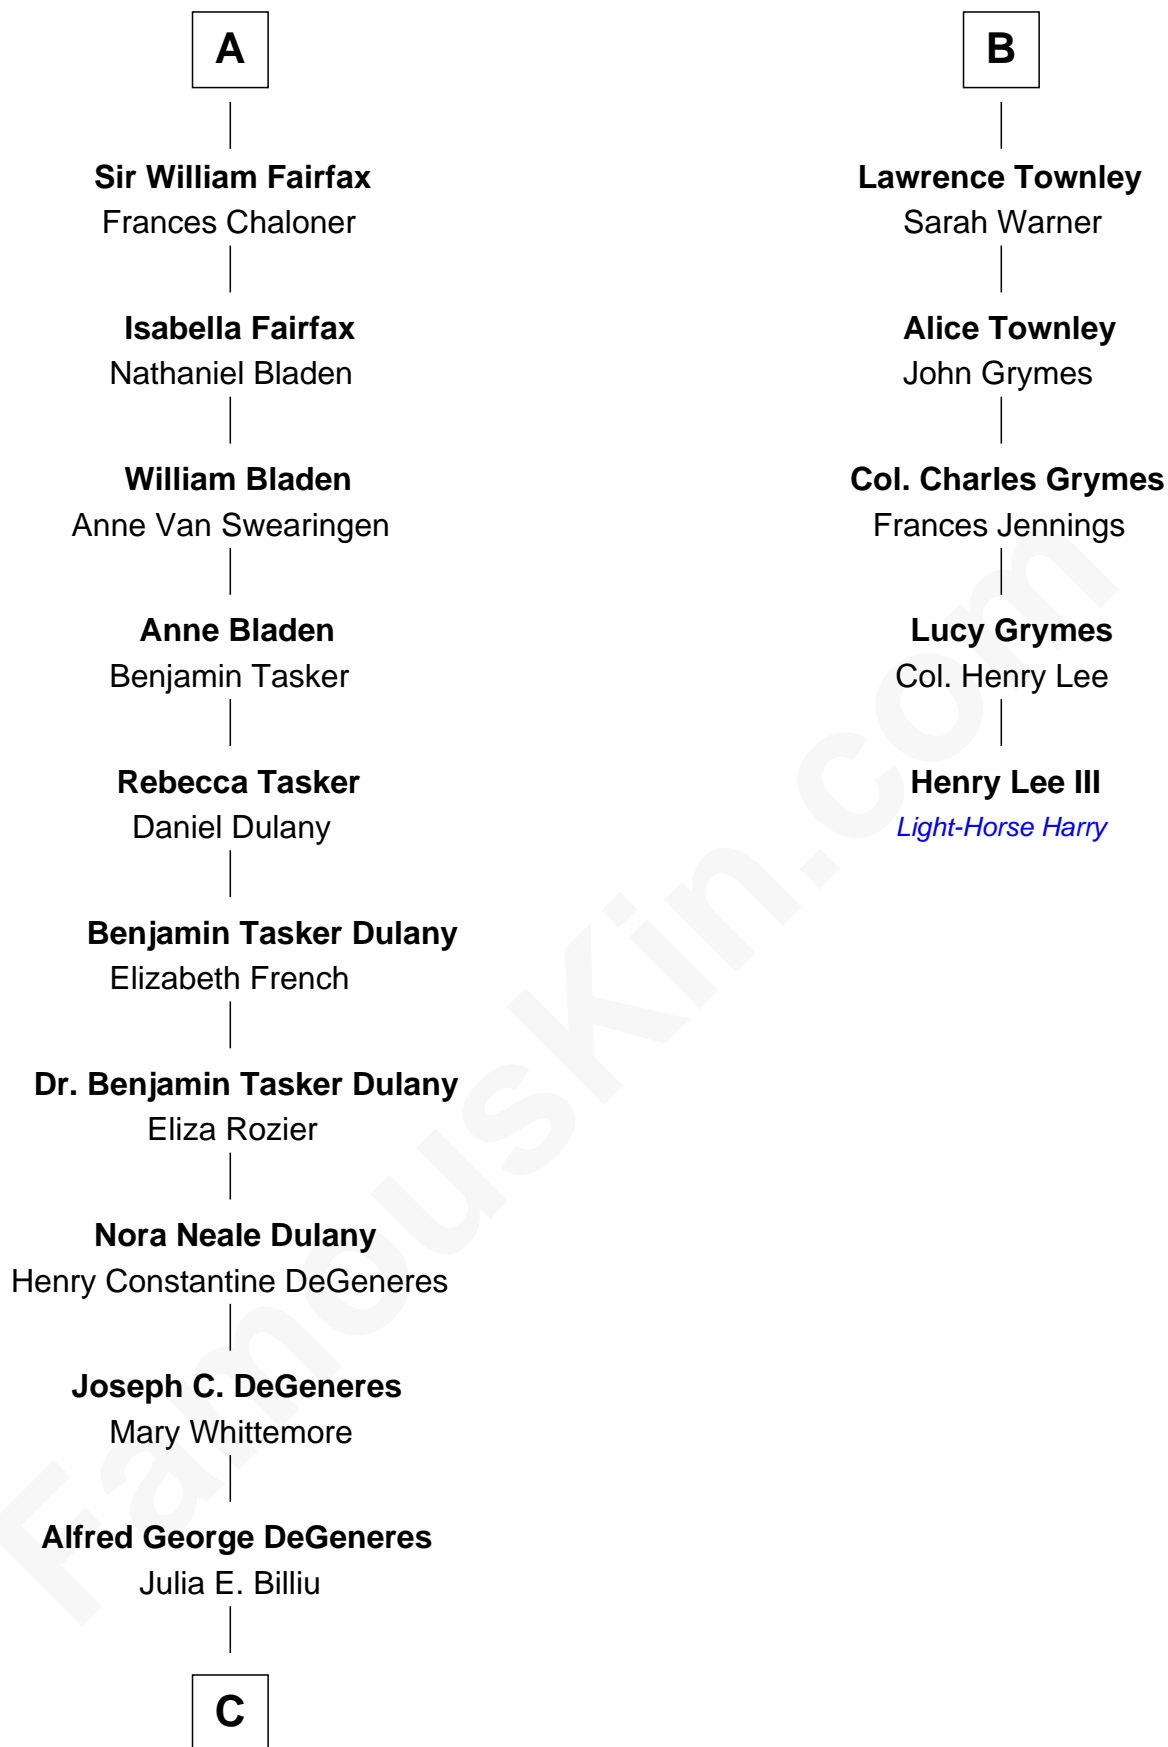 A
Sir William Fairfax
Frances Chaloner
Isabella Fairfax
Nathaniel Bladen
William Bladen
Anne Van Swearingen
Anne Bladen
Benjamin Tasker
Rebecca Tasker
Daniel Dulany
Benjamin Tasker Dulany
Elizabeth French
Dr. Benjamin Tasker Dulany
Eliza Rozier
Nora Neale Dulany
Henry Constantine DeGeneres
Joseph C. DeGeneres
Mary Whittemore
Alfred George DeGeneres
Julia E. Billiu
C
B
Lawrence Townley
Sarah Warner
Alice Townley
John Grymes
Col. Charles Grymes
Frances Jennings
Lucy Grymes
Col. Henry Lee
Henry Lee III
Light-Horse Harry
FamousKin.com